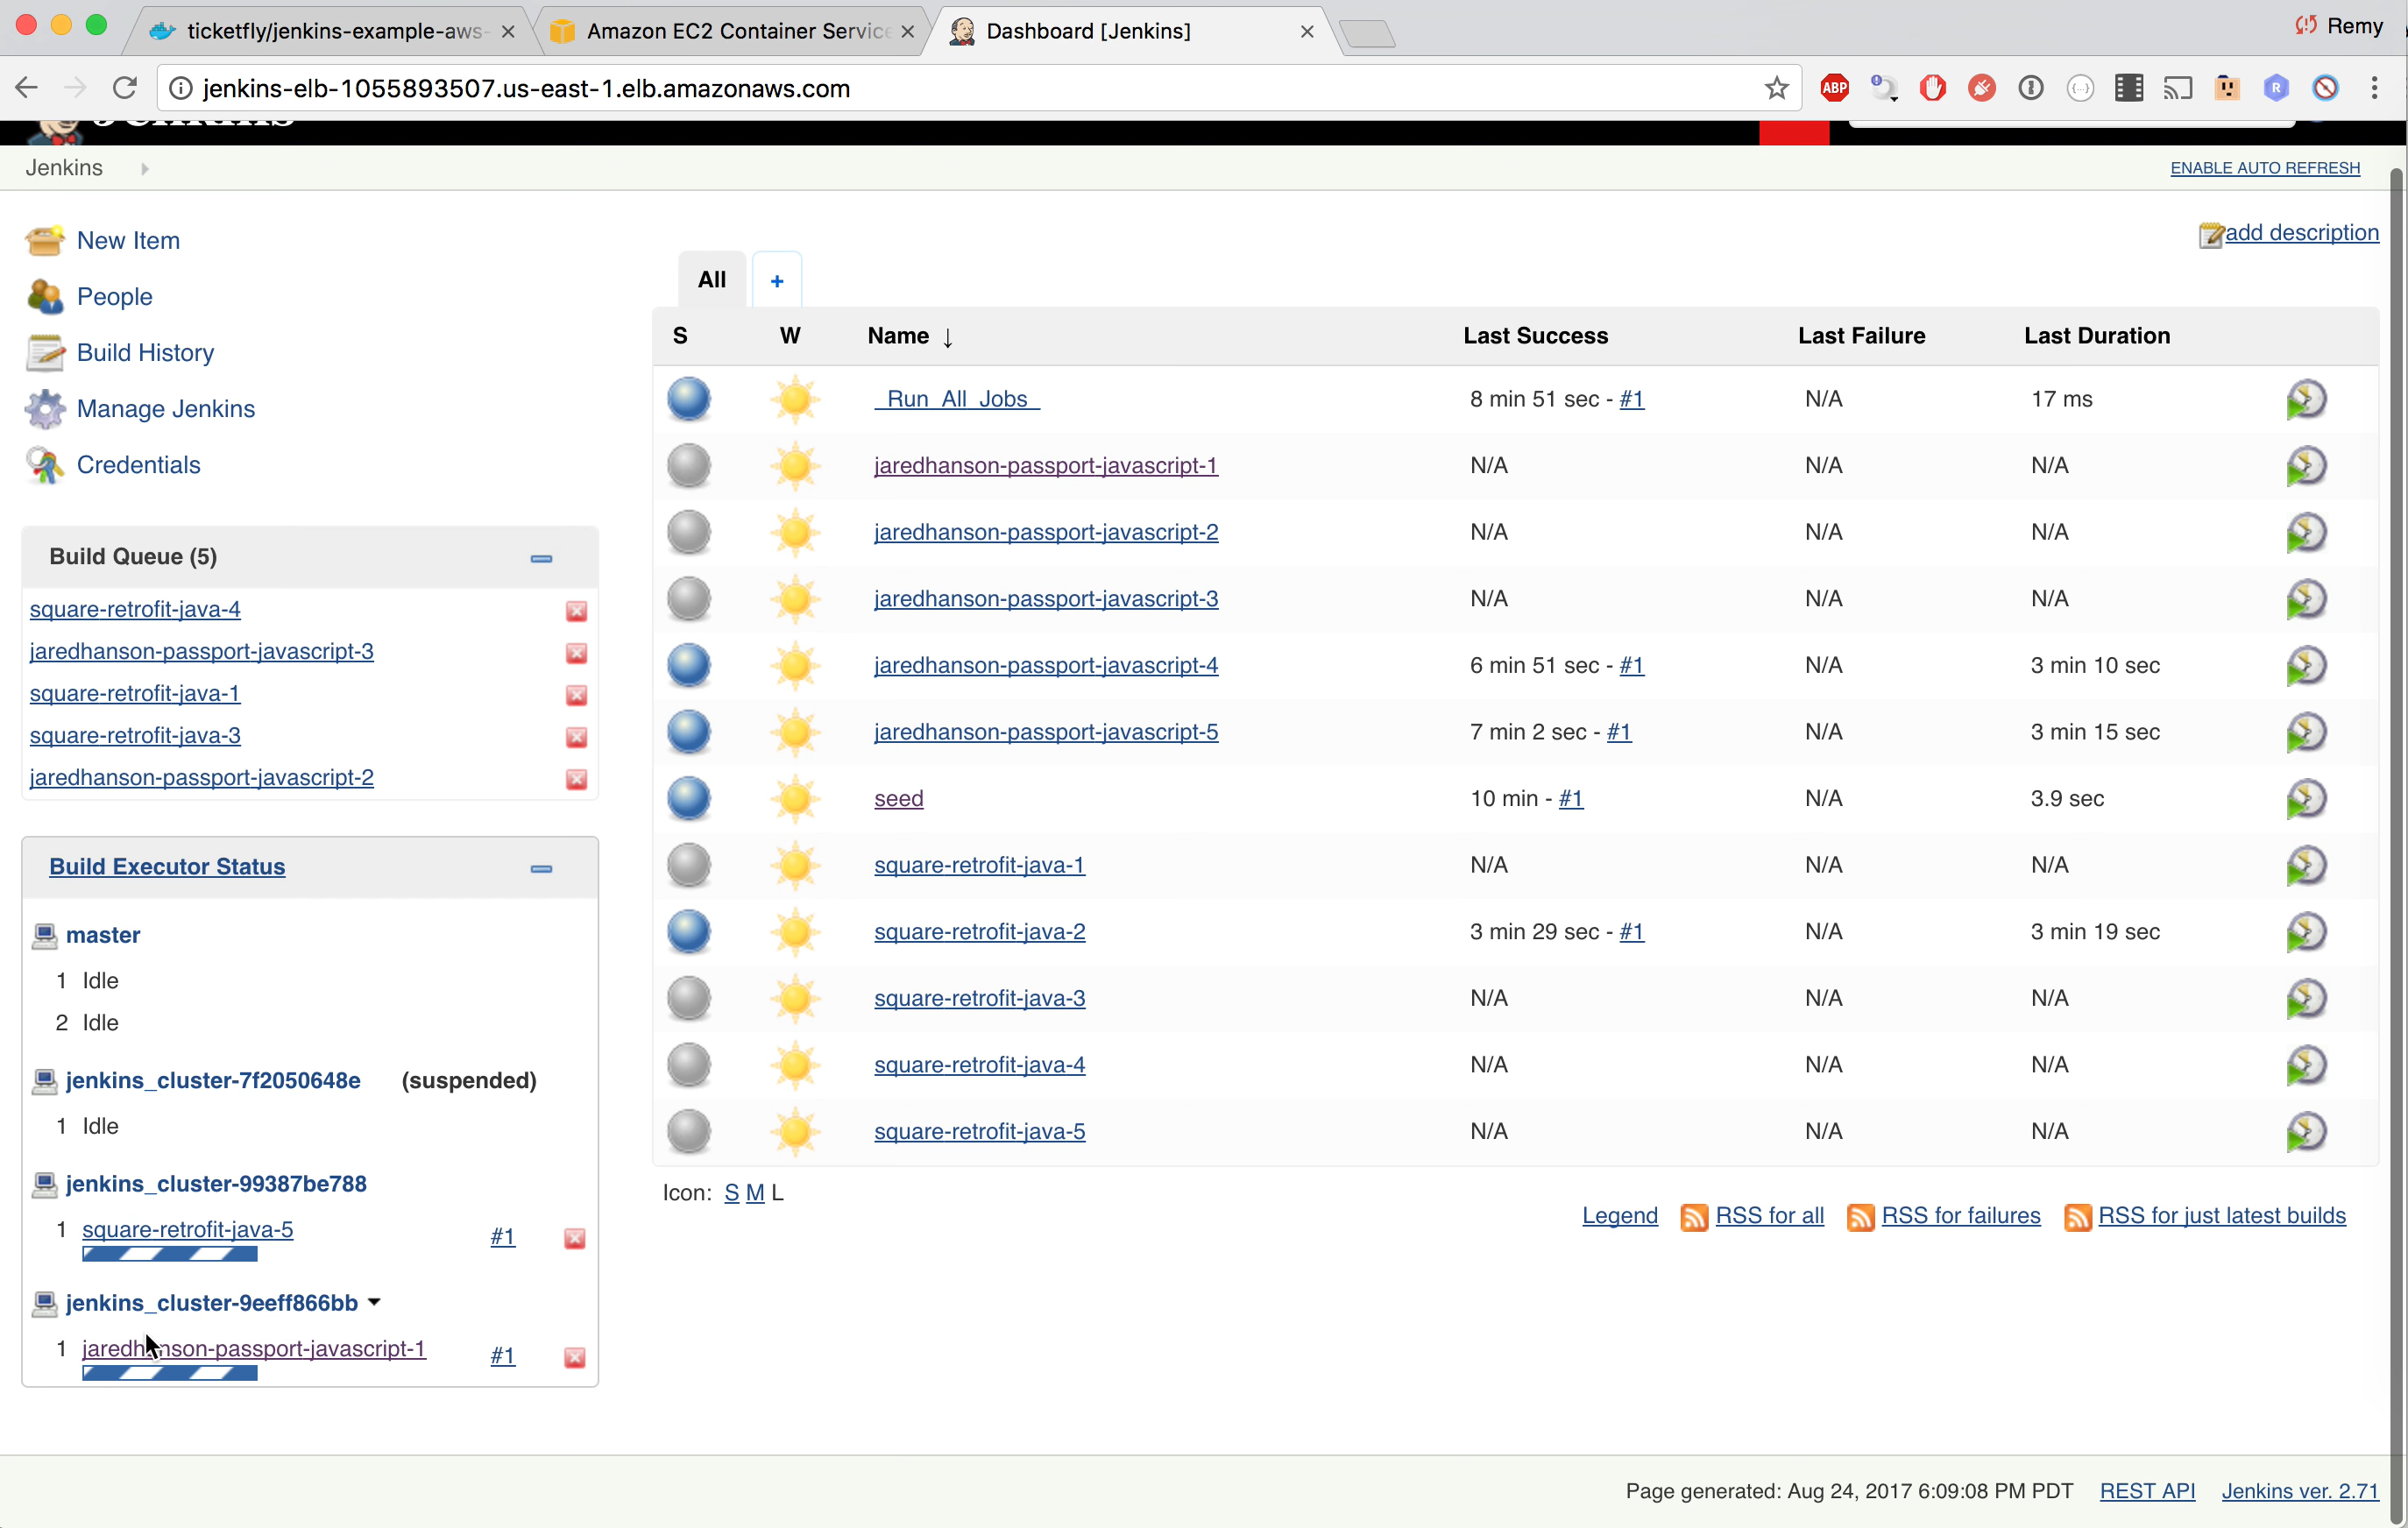 ticketfly/jenkins-example-aws-
Amazon EC2 Container Service
Dashboard [Jenkins]
Remy
jenkins-elb-1055893507.us-east-1.elb.amazonaws.com
ABP
Jenkins
Jenkins
ENABLE AUTO REFRESH
New Item
People
Build History
Manage Jenkins
Credentials
add description
All +
S W Name ↓ Last Success Last Failure Last Duration
_Run_All_Jobs_ 8 min 51 sec - #1 N/A 17 ms
jaredhanson-passport-javascript-1 N/A N/A N/A
jaredhanson-passport-javascript-2 N/A N/A N/A
jaredhanson-passport-javascript-3 N/A N/A N/A
jaredhanson-passport-javascript-4 6 min 51 sec - #1 N/A 3 min 10 sec
jaredhanson-passport-javascript-5 7 min 2 sec - #1 N/A 3 min 15 sec
seed 10 min - #1 N/A 3.9 sec
square-retrofit-java-1 N/A N/A N/A
square-retrofit-java-2 3 min 29 sec - #1 N/A 3 min 19 sec
square-retrofit-java-3 N/A N/A N/A
square-retrofit-java-4 N/A N/A N/A
square-retrofit-java-5 N/A N/A N/A
Icon: S M L
Legend RSS for all RSS for failures RSS for just latest builds
Build Queue (5)
square-retrofit-java-4
jaredhanson-passport-javascript-3
square-retrofit-java-1
square-retrofit-java-3
jaredhanson-passport-javascript-2
Build Executor Status
master
1 Idle
2 Idle
jenkins_cluster-7f2050648e (suspended)
1 Idle
jenkins_cluster-99387be788
1 square-retrofit-java-5 #1
jenkins_cluster-9eeff866bb
1 jaredhanson-passport-javascript-1 #1
Page generated: Aug 24, 2017 6:09:08 PM PDT REST API Jenkins ver. 2.71